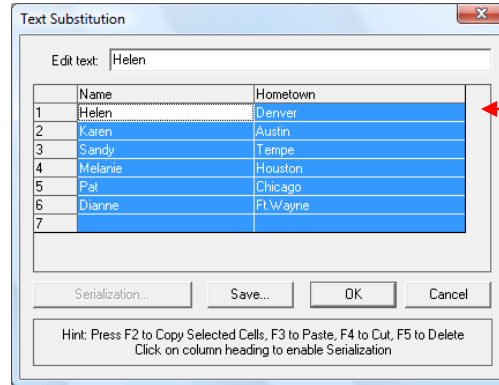 Text Substitution
Edit text: Helen
Name Hometown
1 Helen Denver
2 Karen Austin
3 Sandy Tempe
4 Melanie Houston
5 Pat Chicago
6 Dianne Ft.Wayne
7
Serialization... Save... OK Cancel
Hint: Press F2 to Copy Selected Cells, F3 to Paste, F4 to Cut, F5 to Delete
Click on column heading to enable Serialization